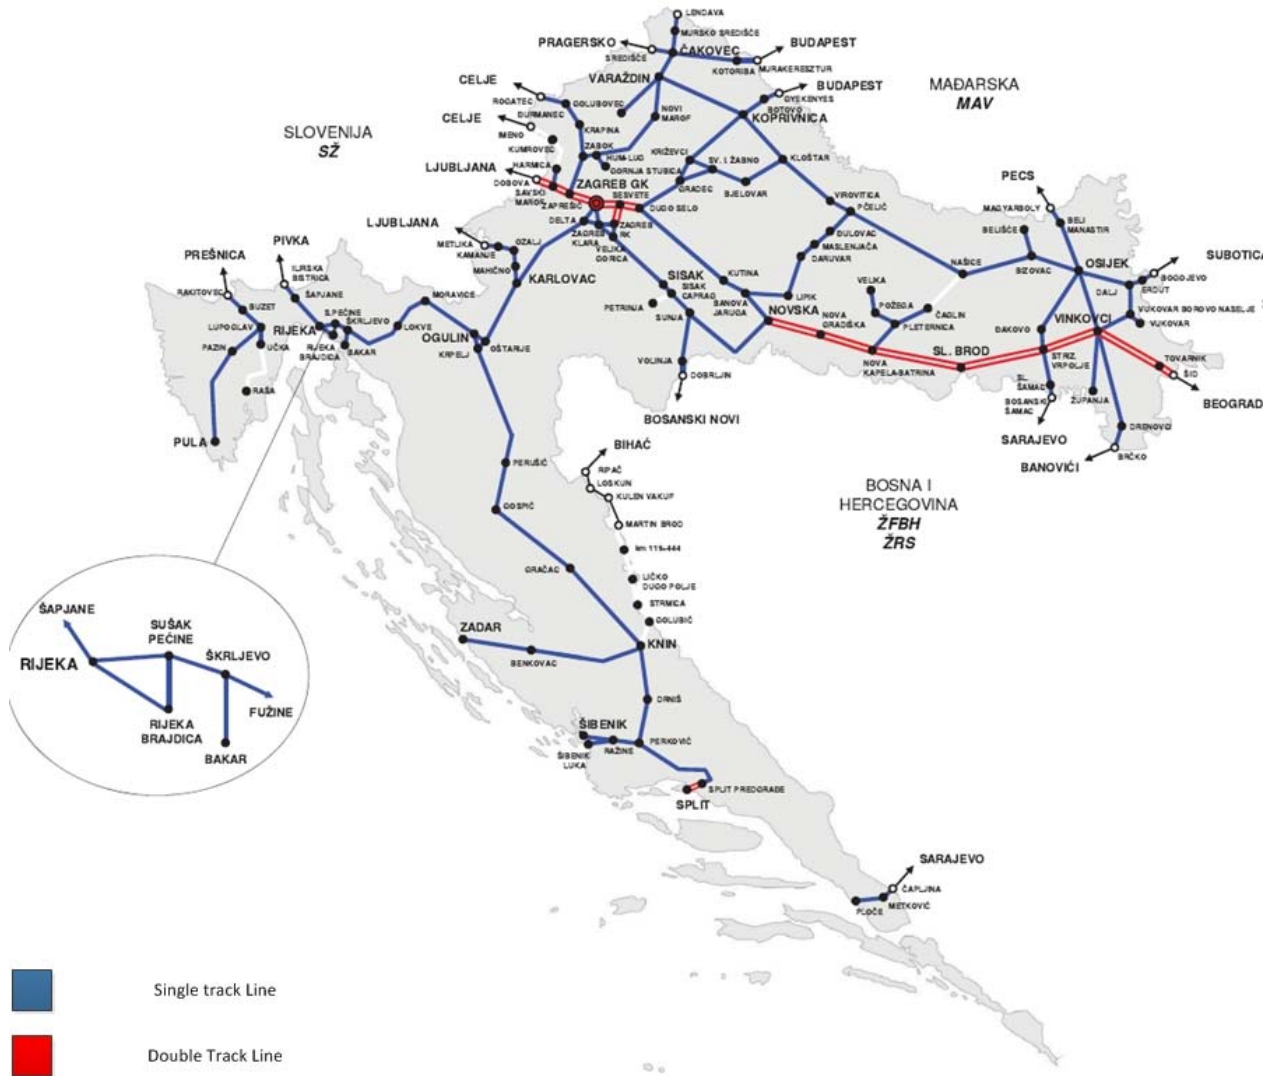 LENDAVA
MURSKO SREDIŠĆE
PRAGERSKO
SREDIŠĆE
ČAKOVEC
BUDAPEST
KOTORIBA
MURAKERESZTUR
CELJE
VARAŽDIN
BUDAPEST
MAĐARSKA
MAV
ROGATEC
ĐURMANEC
GOLUBOVEC
NOVI
MAROF
GYEKENYES
BOTOVO
KOPRIVNICA
SLOVENIJA
SŽ
CELJE
IMENO
KUMROVEC
KRAPINA
ZABOK
HUM-LUG
GORNJA STUBICA
KRIŽEVCI
SV. I ŽABNO
KLOŠTAR
HARMICA
LJUBLJANA
DOBOVA
SAVSKI
MAROF
ZAGREB GK
SESVETE
GRADEC
BJELOVAR
ZAPREŠIĆ
DUGO SELO
VIROVITICA
PČELIĆ
PECS
MAGYARBOLY
BELI
MANASTIR
BELIŠĆE
LJUBLJANA
DELTA
ZAGREB
KLARA
ZAGREB
RK
VELIKA
GORICA
ĐULOVAC
MASLENJAČA
DARUVAR
METLIKA
KAMANJE
OZALJ
MAHIČNO
KARLOVAC
PIVKA
PREŠNICA
ILIRSKA
BISTRICA
ŠAPJANE
RAKITOVEC
BUZET
LUPOGLAV
PAZIN
UČKA
RAŠA
PULA
RIJEKA
S.PEĆINE
ŠKRLJEVO
RIJEKA
BRAJDICA
BAKAR
LOKVE
MORAVICE
OGULIN
KRPELJ
OŠTARIJE
SISAK
SISAK
CAPRAG
PETRINJA
SUNJA
KUTINA
BANOVA
JARUGA
LIPIK
NOVSKA
VOLINJA
DOBRLJIN
BOSANSKI NOVI
VELIKA
POŽEGA
PLETERNICA
ČAGLIN
NAŠICE
BIZOVAC
OSIJEK
SUBOTICA
BOGOJEVO
DALJ
ERDUT
VUKOVAR BOROVO NASELJE
VUKOVAR
VINKOVCI
ĐAKOVO
NOVA
GRADIŠKA
NOVA
KAPELA-BATRINA
SL. BROD
STRZ.
VRPOLJE
SL.
ŠAMAC
BOSANSKI
ŠAMAC
SARAJEVO
ŽUPANJA
TOVARNIK
ŠID
BEOGRAD
DRENOVCI
BRČKO
BANOVIĆI
PERUŠIĆ
GOSPIĆ
BIHAĆ
RIPAČ
LOSKUN
KULEN VAKUF
MARTIN BROD
km 119+444
LIČKO
DUGO POLJE
STRMICA
GOLUBIĆ
BOSNA I
HERCEGOVINA
ŽFBH
ŽRS
GRAČAC
ZADAR
BENKOVAC
KNIN
DRNIŠ
ŠIBENIK
RAŽINE
ŠIBENIK
LUKA
PERKOVIĆ
SPLIT PREDGRAĐE
SPLIT
SARAJEVO
ČAPLJINA
METKOVIĆ
PLOČE
ŠAPJANE
SUŠAK
PEĆINE
RIJEKA
ŠKRLJEVO
RIJEKA
BRAJDICA
FUŽINE
BAKAR
Single track Line
Double Track Line